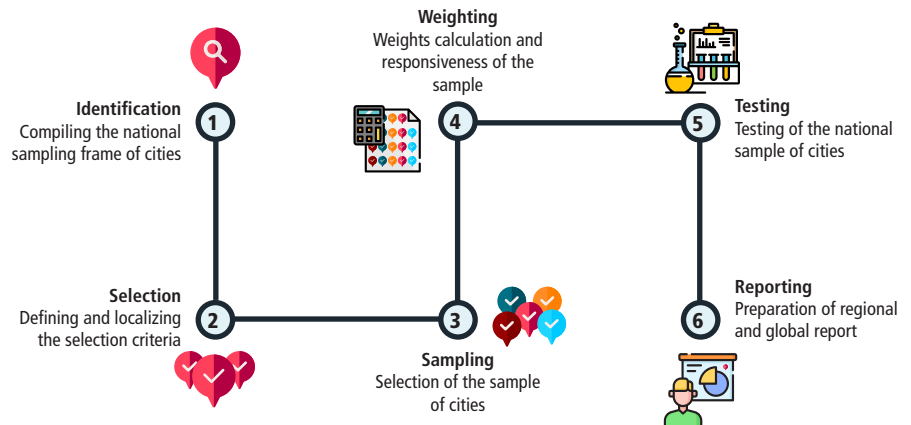 1
Identification
Compiling the national
sampling frame of cities
2
Selection
Defining and localizing
the selection criteria
3
Sampling
Selection of the sample
of cities
4
Weighting
Weights calculation and
responsiveness of the
sample
5
Testing
Testing of the national
sample of cities
6
Reporting
Preparation of regional
and global report